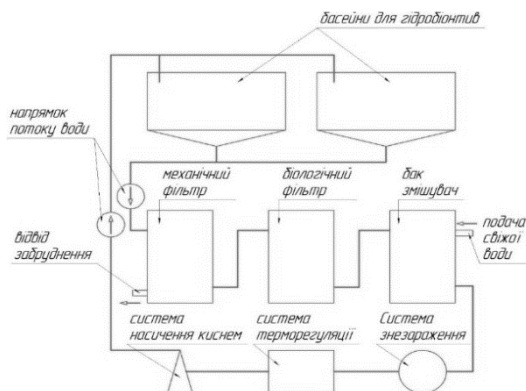 басейни для гідробіонтів
напрямок
потоку води
механічний
фільтр
біологічний
фільтр
бак
змішувач
відвід
забруднення
подача
свіжої
води
система
насичення киснем
система
терморегуляції
Система
знезараження